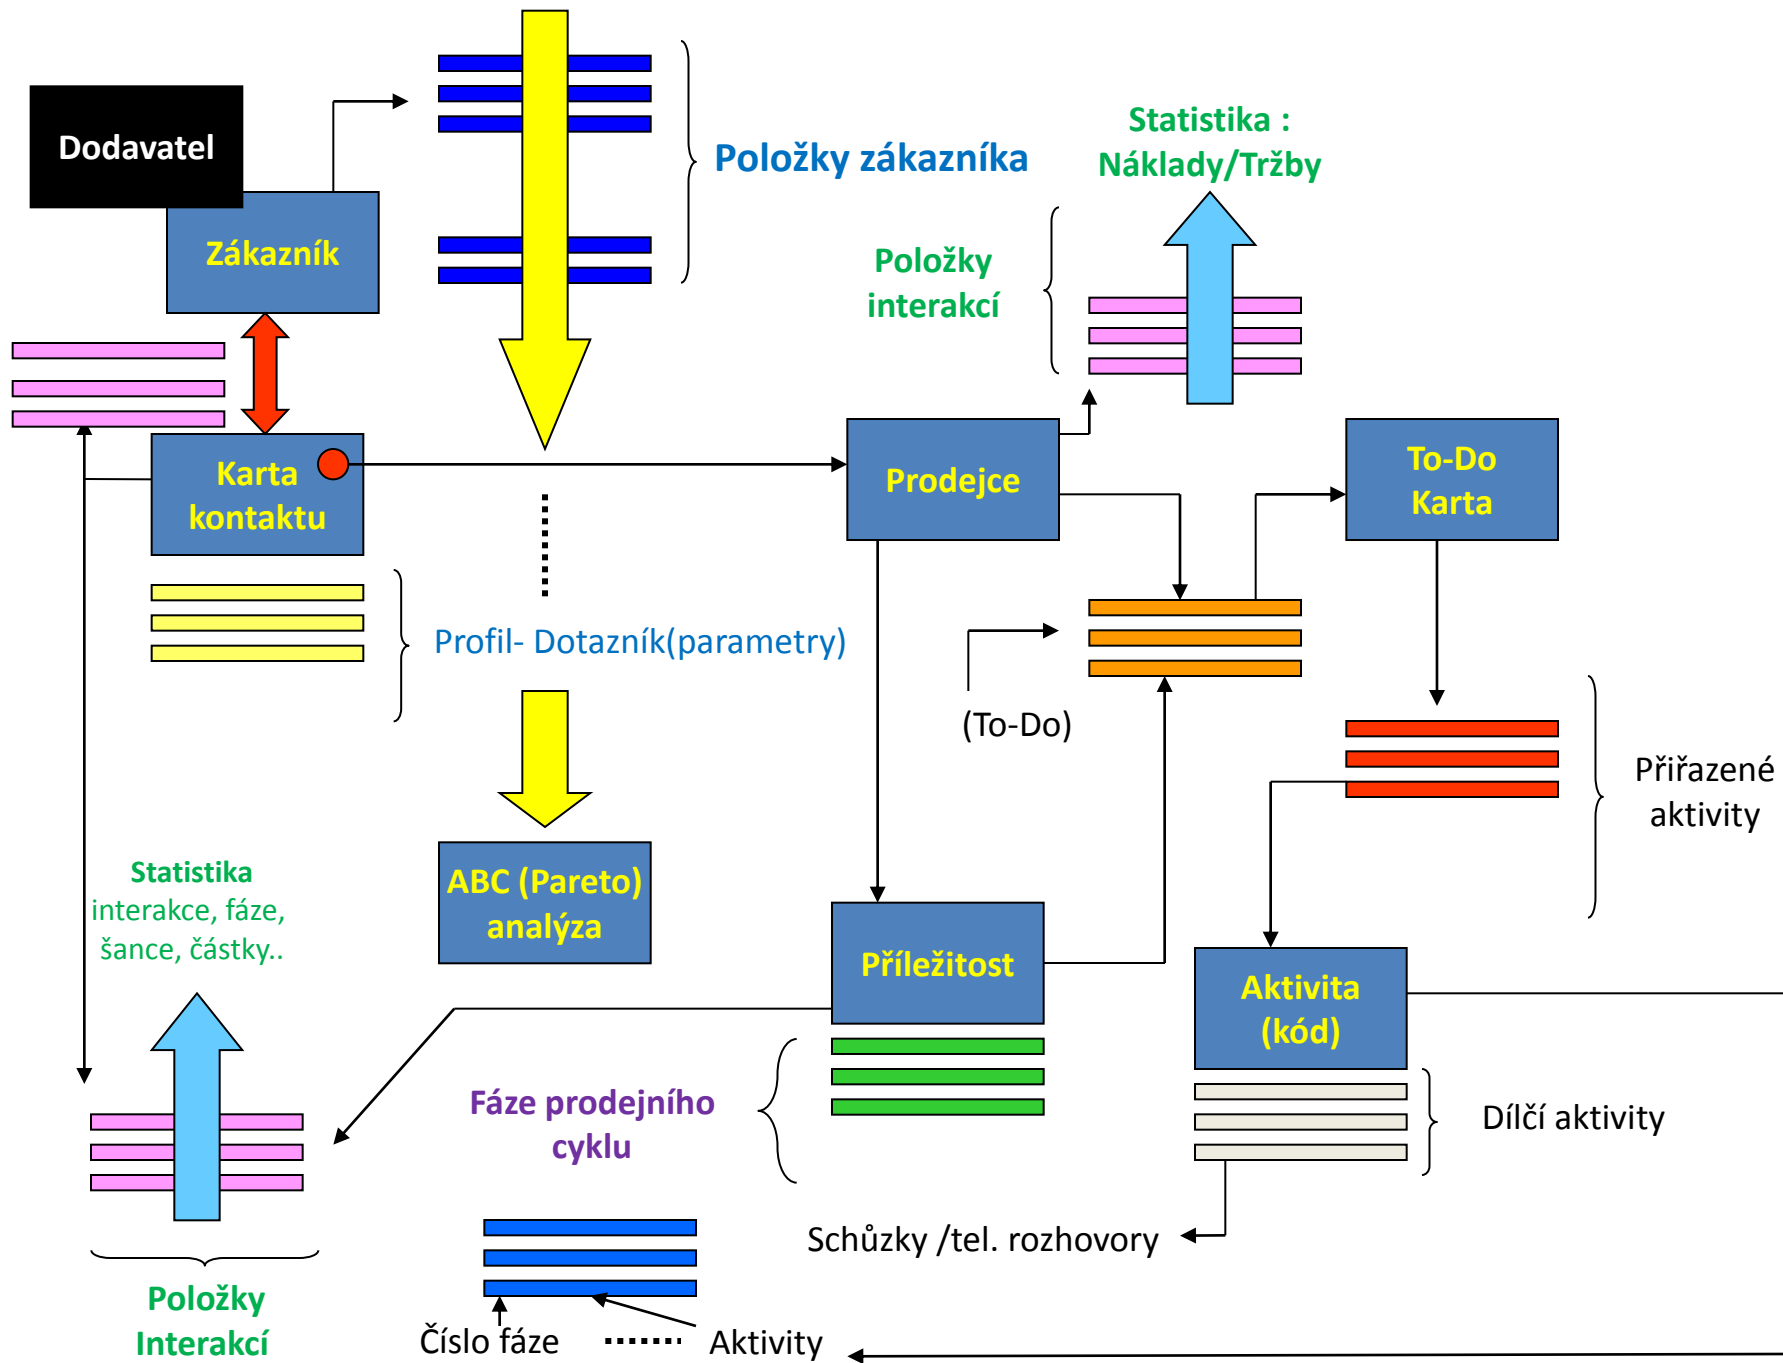 Dodavatel
Zákazník
Položky zákazníka
Statistika :
Náklady/Tržby
Položky
interakcí
Karta
kontaktu
Prodejce
To-Do
Karta
Profil- Dotazník(parametry)
(To-Do)
Přiřazené
aktivity
Statistika
interakce, fáze,
šance, částky..
ABC (Pareto)
analýza
Příležitost
Aktivita
(kód)
Fáze prodejního
cyklu
Dílčí aktivity
Schůzky /tel. rozhovory
Položky
Interakcí
Číslo fáze
Aktivity